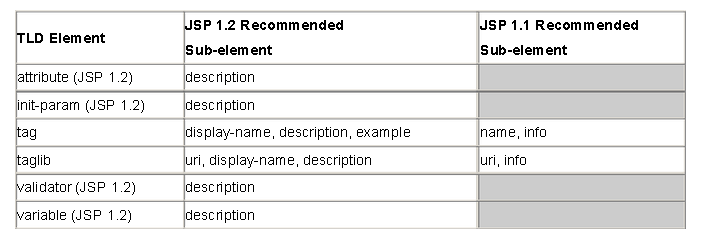 TLD Element JSP 1.2 Recommended Sub-element JSP 1.1 Recommended Sub-element
attribute (JSP 1.2) description
init-param (JSP 1.2) description
tag display-name, description, example name, info
taglib uri, display-name, description uri, info
validator (JSP 1.2) description
variable (JSP 1.2) description